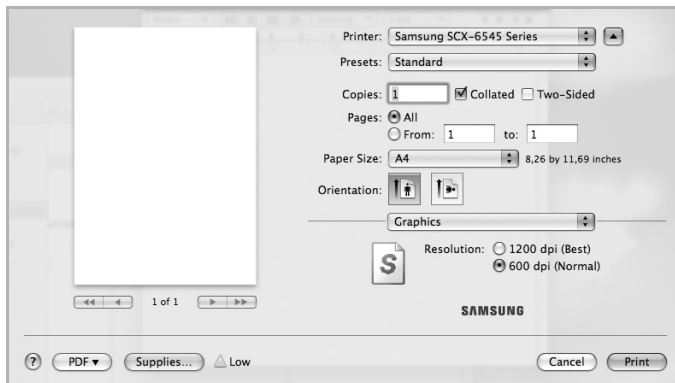 Printer: Samsung SCX-6545 Series
Presets: Standard
Copies: 1 Collated Two-Sided
Pages: All
From: 1 to: 1
Paper Size: A4 8,26 by 11,69 inches
Orientation:
Graphics
Resolution: 1200 dpi (Best)
600 dpi (Normal)
S
1 of 1
SAMSUNG
? PDF▼ Supplies... Low Cancel Print